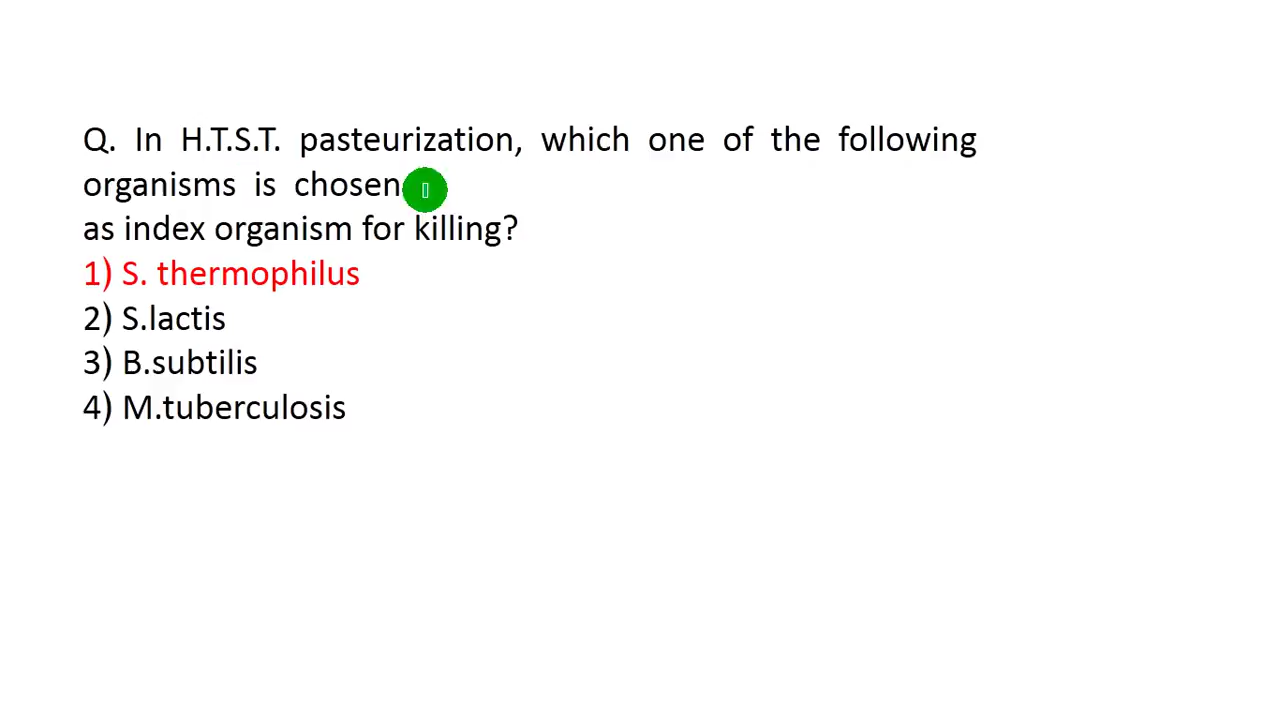 Q. In H.T.S.T. pasteurization, which one of the following
organisms is chosen
as index organism for killing?
1) S. thermophilus
2) S.lactis
3) B.subtilis
4) M.tuberculosis